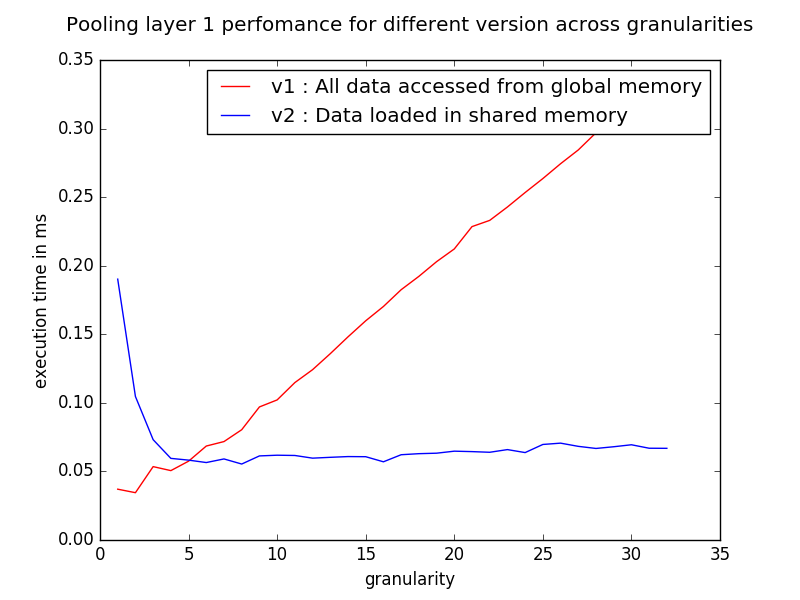 Pooling layer 1 perfomance for different version across granularities
0.35
v1 : All data accessed from global memory
v2 : Data loaded in shared memory
0.30
0.25
0.20
0.15
0.10
0.05
0.00
execution time in ms
0 5 10 15 20 25 30 35
granularity